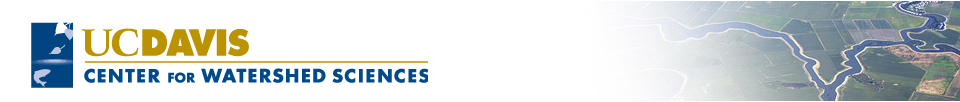 UCDAVIS
CENTER FOR WATERSHED SCIENCES